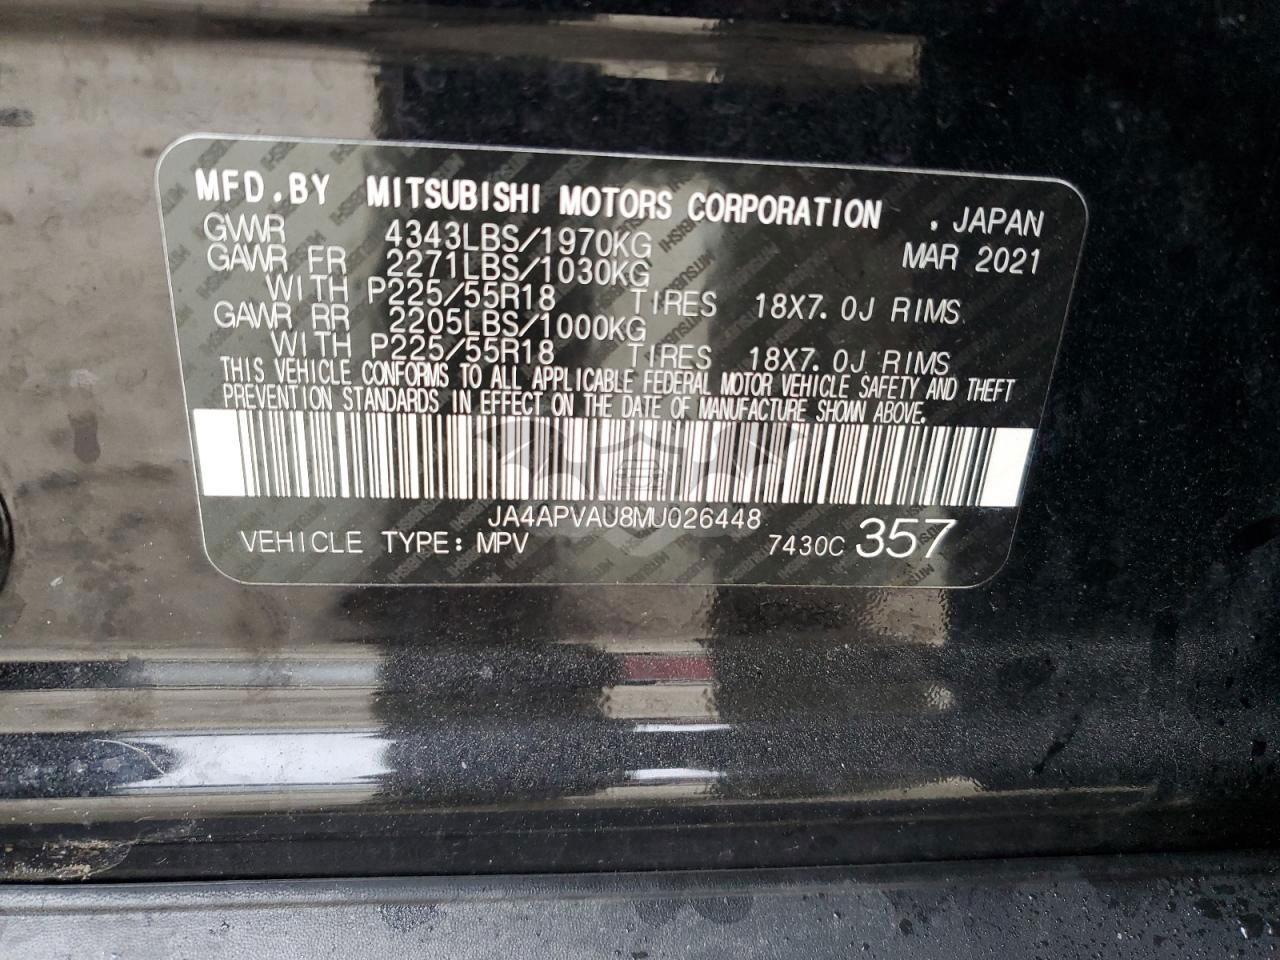 MFD.BY MITSUBISHI MOTORS CORPORATION , JAPAN
GVWR 4343LBS/1970KG MAR 2021
GAWR FR 2271LBS/1030KG
WITH P225/55R18 TIRES 18X7.0J RIMS
GAWR RR 2205LBS/1000KG
WITH P225/55R18 TIRES 18X7.0J RIMS
THIS VEHICLE CONFORMS TO ALL APPLICABLE FEDERAL MOTOR VEHICLE SAFETY AND THEFT
PREVENTION STANDARDS IN EFFECT ON THE DATE OF MANUFACTURE SHOWN ABOVE.
JA4APVAU8MU026448
VEHICLE TYPE: MPV 7430C 357